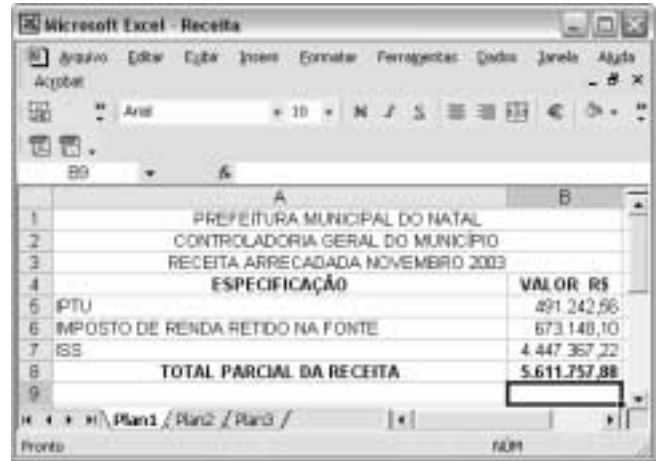 Microsoft Excel - Receita
Arquivo Editar Exibir Inserir Formatar Ferramentas Dados Janela Ajuda
Acrobat
Arial 10 N I S €
B9 fx
A B
1 PREFEITURA MUNICIPAL DO NATAL
2 CONTROLADORIA GERAL DO MUNICÍPIO
3 RECEITA ARRECADADA NOVEMBRO 2003
4 ESPECIFICAÇÃO VALOR R$
5 IPTU 491.242,56
6 IMPOSTO DE RENDA RETIDO NA FONTE 673.148,10
7 ISS 4.447.367,22
8 TOTAL PARCIAL DA RECEITA 5.611.757,88
9
Plan1 / Plan2 / Plan3 /
Pronto NÚM